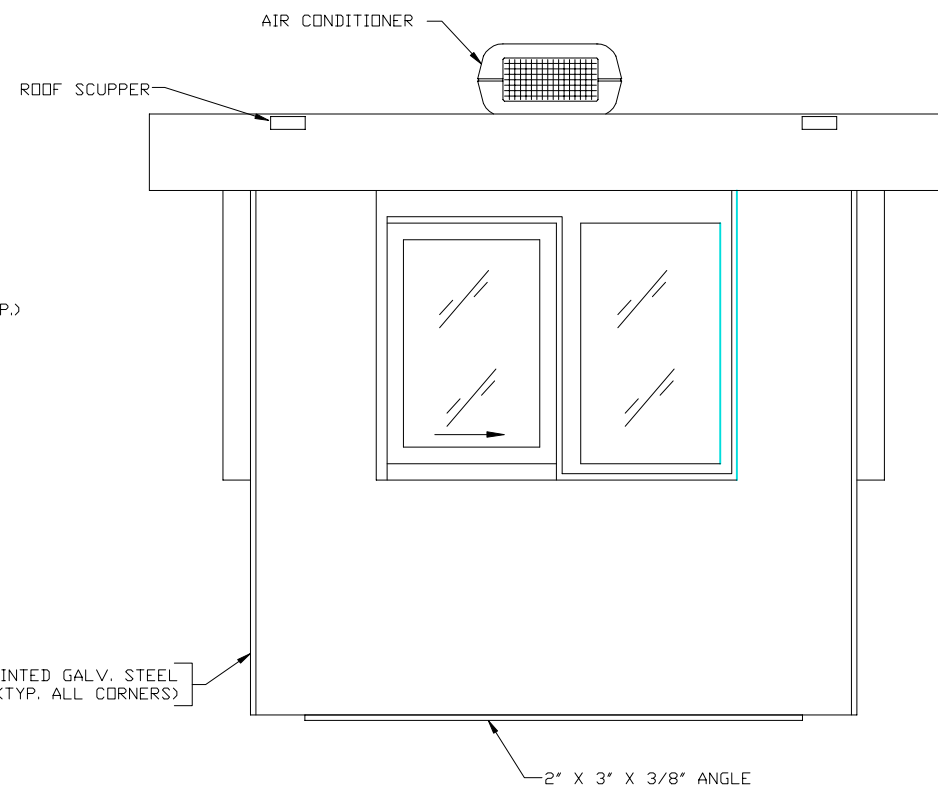 AIR CONDITIONER
ROOF SCUPPER
P.)
INTED GALV. STEEL
(TYP. ALL CORNERS)
2" X 3" X 3/8" ANGLE